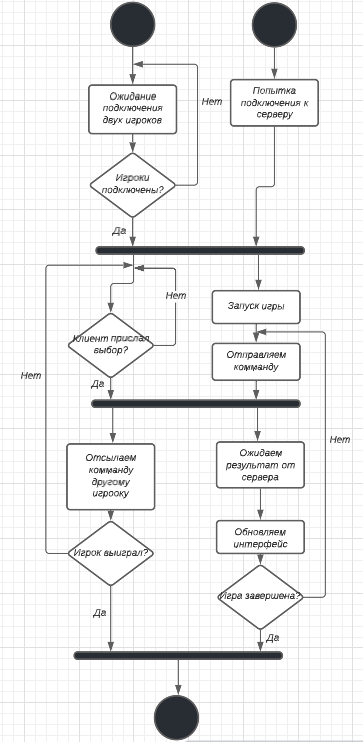 Ожидание
подключения
двух игроков
Нет
Попытка
подключения к
серверу
Игроки
подключены?
Да
Нет
Запуск игры
Клиент прислал
выбор?
Отправляем
комманду
Нет
Да
Нет
Отсылаем
комманду
другому
игрооку
Ожидаем
результат от
сервера
Обновляем
интерфейс
Игрок выиграл?
Игра завершена?
Да
Да